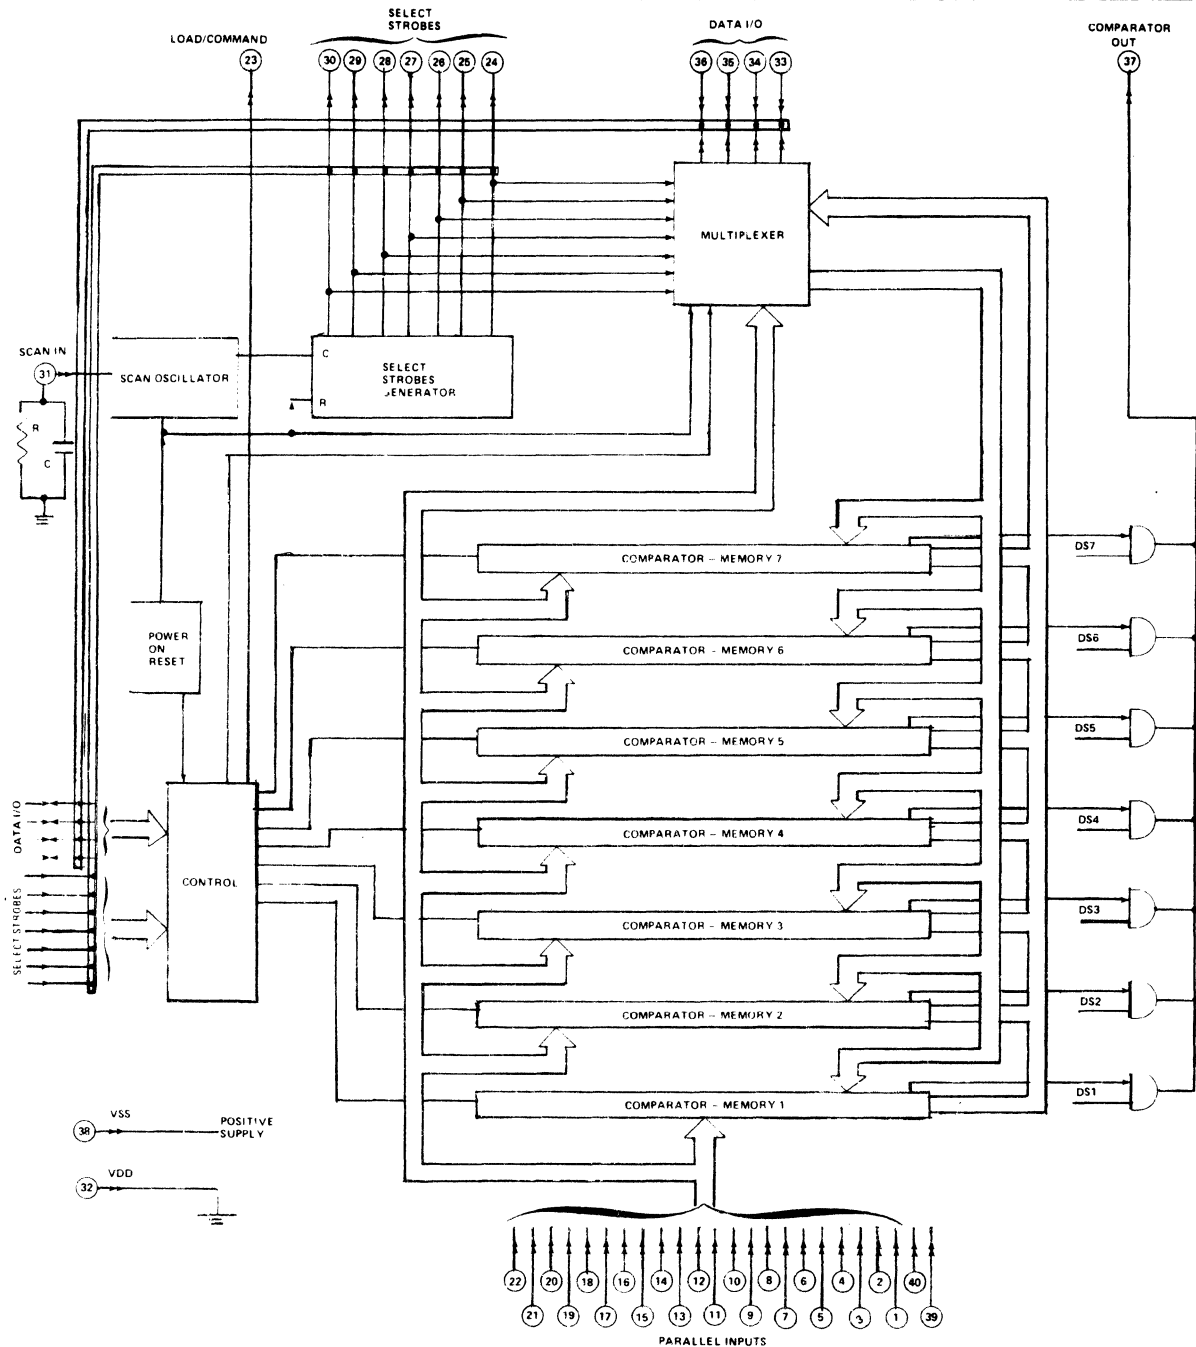 SELECT
STROBES
DATA I/O
COMPARATOR
OUT
LOAD/COMMAND
23
30
29
28
27
26
25
24
36
35
34
33
37
MULTIPLEXER
SCAN IN
31
SCAN OSCILLATOR
C
R
SELECT
STROBES
GENERATOR
R
C
COMPARATOR – MEMORY 7
DS7
POWER
ON
RESET
COMPARATOR – MEMORY 6
DS6
COMPARATOR – MEMORY 5
DS5
COMPARATOR – MEMORY 4
DS4
DATA I/O
CONTROL
SELECT STROBES
COMPARATOR – MEMORY 3
DS3
COMPARATOR – MEMORY 2
DS2
COMPARATOR – MEMORY 1
DS1
38
VSS
POSITIVE
SUPPLY
32
VDD
22
20
18
16
14
12
10
8
6
4
2
40
21
19
17
15
13
11
9
7
5
3
1
39
PARALLEL INPUTS